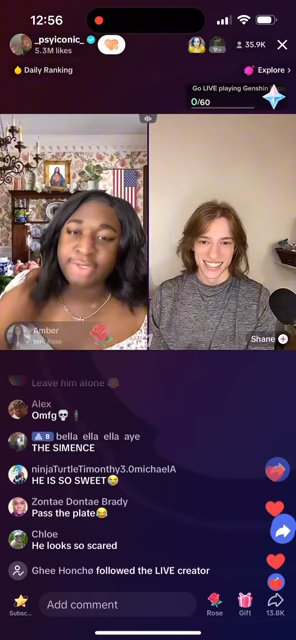 12:56
_psyiconic_
5.3M likes
35.9K
Daily Ranking
Explore >
Go LIVE playing Genshin
0/60
Amber
Shane
Leave him alone
Alex
Omfg💀🧍
8 bella ella ella aye
THE SIMENCE
ninjaTurtleTimonthy3.0michaelA
HE IS SO SWEET😂
Zontae Dontae Brady
Pass the plate😂
Chloe
He looks so scared
Ghee Honchø followed the LIVE creator
Subsc...
Add comment
Rose
Gift
13.8K